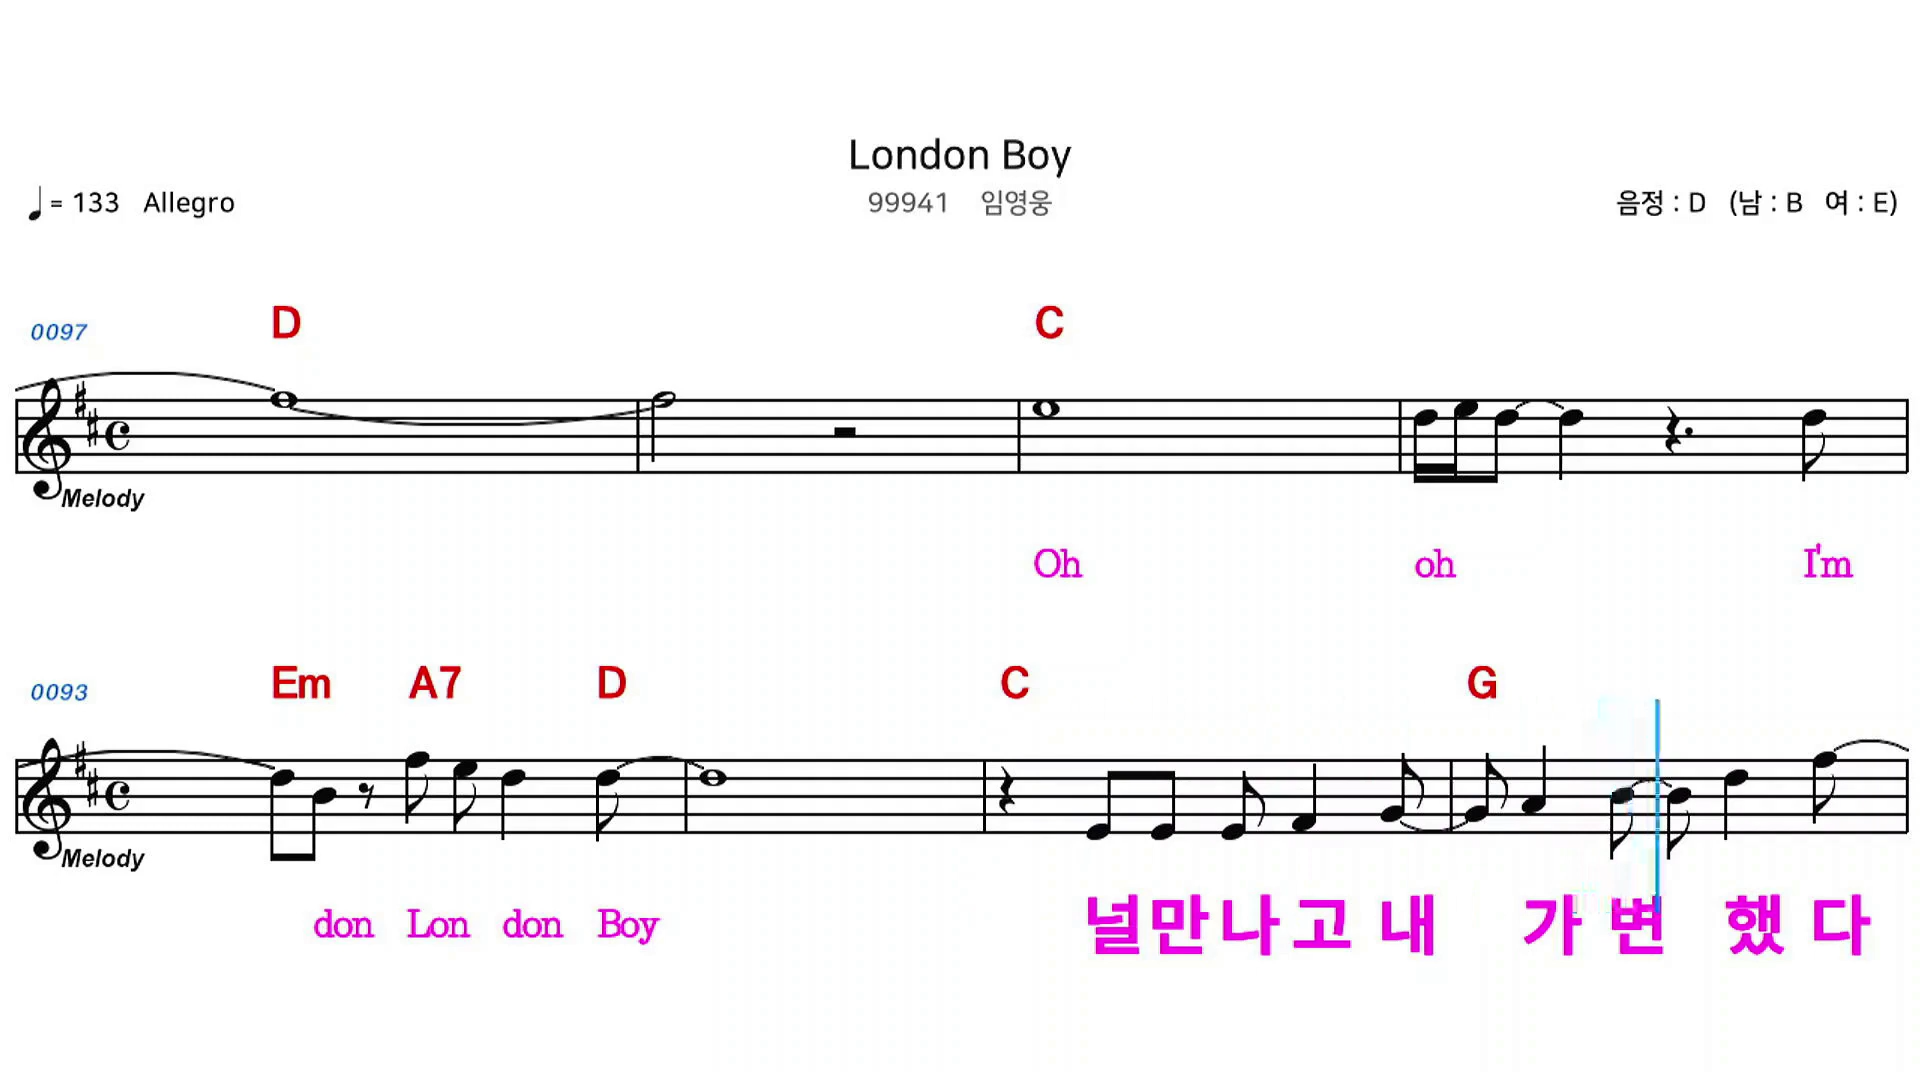 London Boy
= 133 Allegro
99941 임영웅
음정 : D (남 : B 여 : E)
0097 D C
Melody
Oh oh I'm
0093 Em A7 D C G
Melody
don Lon don Boy 널만나고 내 가 변 했 다